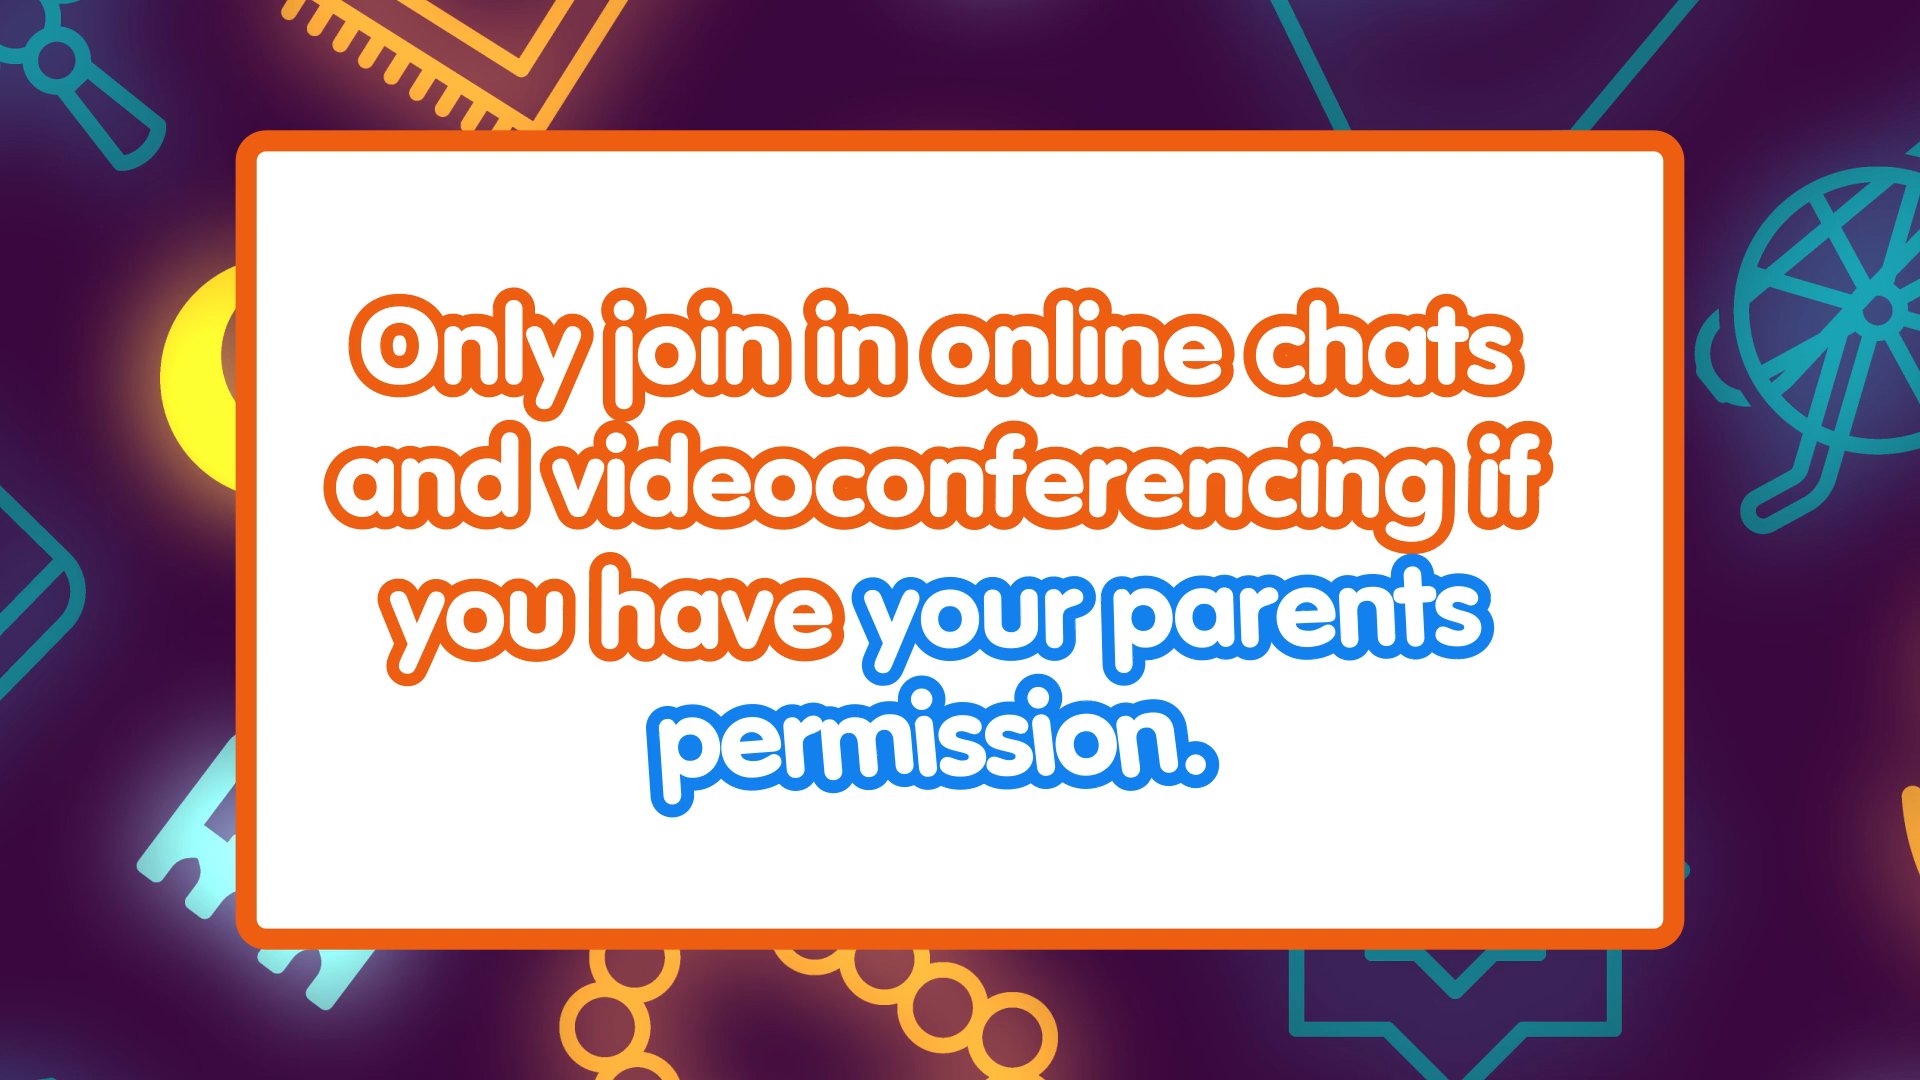 Only join in online chats
and videoconferencing if
you have your parents
permission.